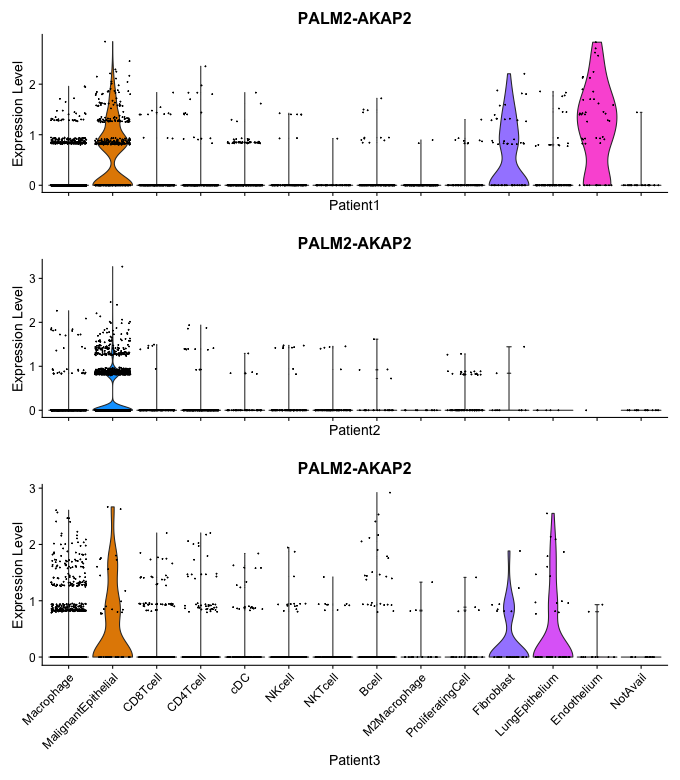 PALM2-AKAP2
Expression Level
2
1
0
Patient1
PALM2-AKAP2
Expression Level
3
2
1
0
Patient2
PALM2-AKAP2
Expression Level
3
2
1
0
Macrophage
MalignantEpithelial
CD8Tcell
CD4Tcell
cDC
NKcell
NKTcell
Bcell
M2Macrophage
ProliferatingCell
Fibroblast
LungEpithelium
Endothelium
NotAvail
Patient3